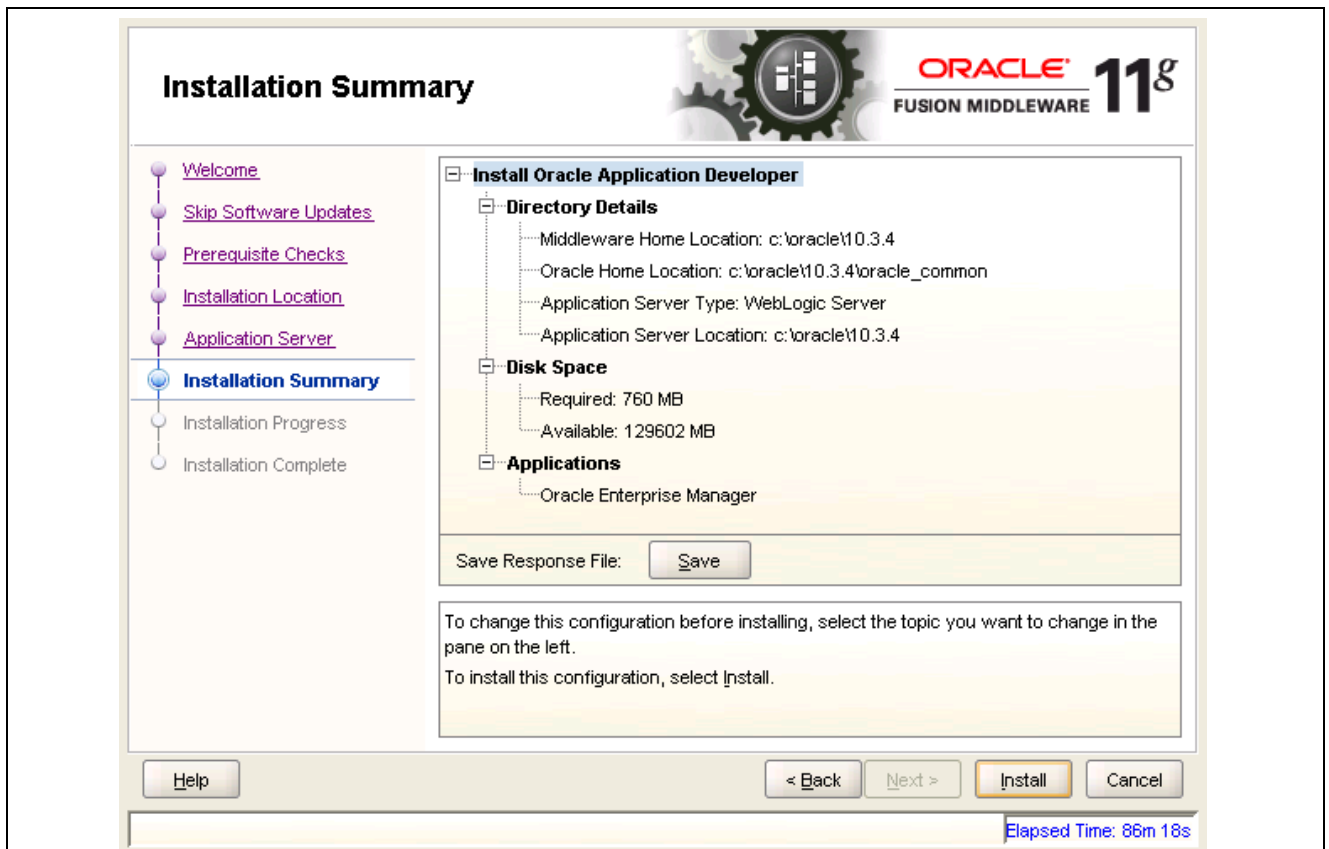 Installation Summary
ORACLE
FUSION MIDDLEWARE
11g
Welcome
Skip Software Updates
Prerequisite Checks
Installation Location
Application Server
Installation Summary
Installation Progress
Installation Complete
Install Oracle Application Developer
Directory Details
Middleware Home Location: c:\oracle\10.3.4
Oracle Home Location: c:\oracle\10.3.4\oracle_common
Application Server Type: WebLogic Server
Application Server Location: c:\oracle\10.3.4
Disk Space
Required: 760 MB
Available: 129602 MB
Applications
Oracle Enterprise Manager
Save Response File:
Save
To change this configuration before installing, select the topic you want to change in the
pane on the left.
To install this configuration, select Install.
Help
< Back
Next >
Install
Cancel
Elapsed Time: 86m 18s